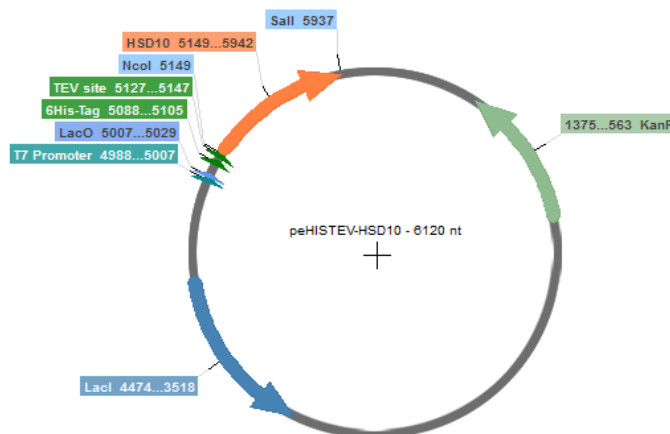 SalI 5937
HSD10 5149...5942
NcoI 5149
TEV site 5127...5147
6His-Tag 5088...5105
LacO 5007...5029
T7 Promoter 4988...5007
1375...563 KanR
peHISTEV-HSD10 - 6120 nt
LacI 4474...3518